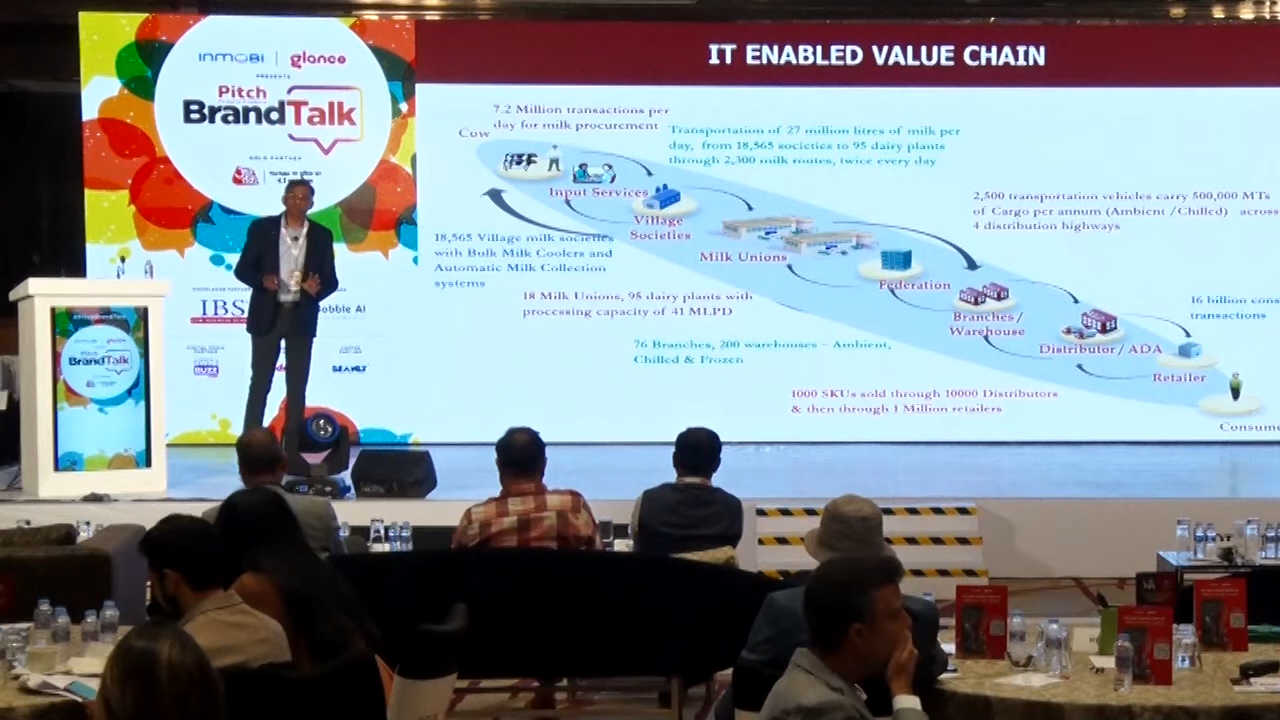 INMOBI | glance
PRESENTS
Pitch
BrandTalk
GOLD PARTNER
IT ENABLED VALUE CHAIN
Cow
7.2 Million transactions per
day for milk procurement
Transportation of 27 million litres of milk per
day, from 18,565 societies to 95 dairy plants
through 2,300 milk routes, twice every day
Input Services
Village
Societies
Milk Unions
Federation
2,500 transportation vehicles carry 500,000 MTs
of Cargo per annum (Ambient /Chilled) across
4 distribution highways
18,565 Village milk societies
with Bulk Milk Coolers and
Automatic Milk Collection
systems
18 Milk Unions, 95 dairy plants with
processing capacity of 41 MLPD
Branches/
Warehouse
76 Branches, 200 warehouses – Ambient,
Chilled & Frozen
Distributor/ ADA
16 billion cons
transactions
Retailer
1000 SKUs sold through 10000 Distributors
& then through 1 Million retailers
Consume
IBS
Bobble AI
BUZZ
BrandTalk